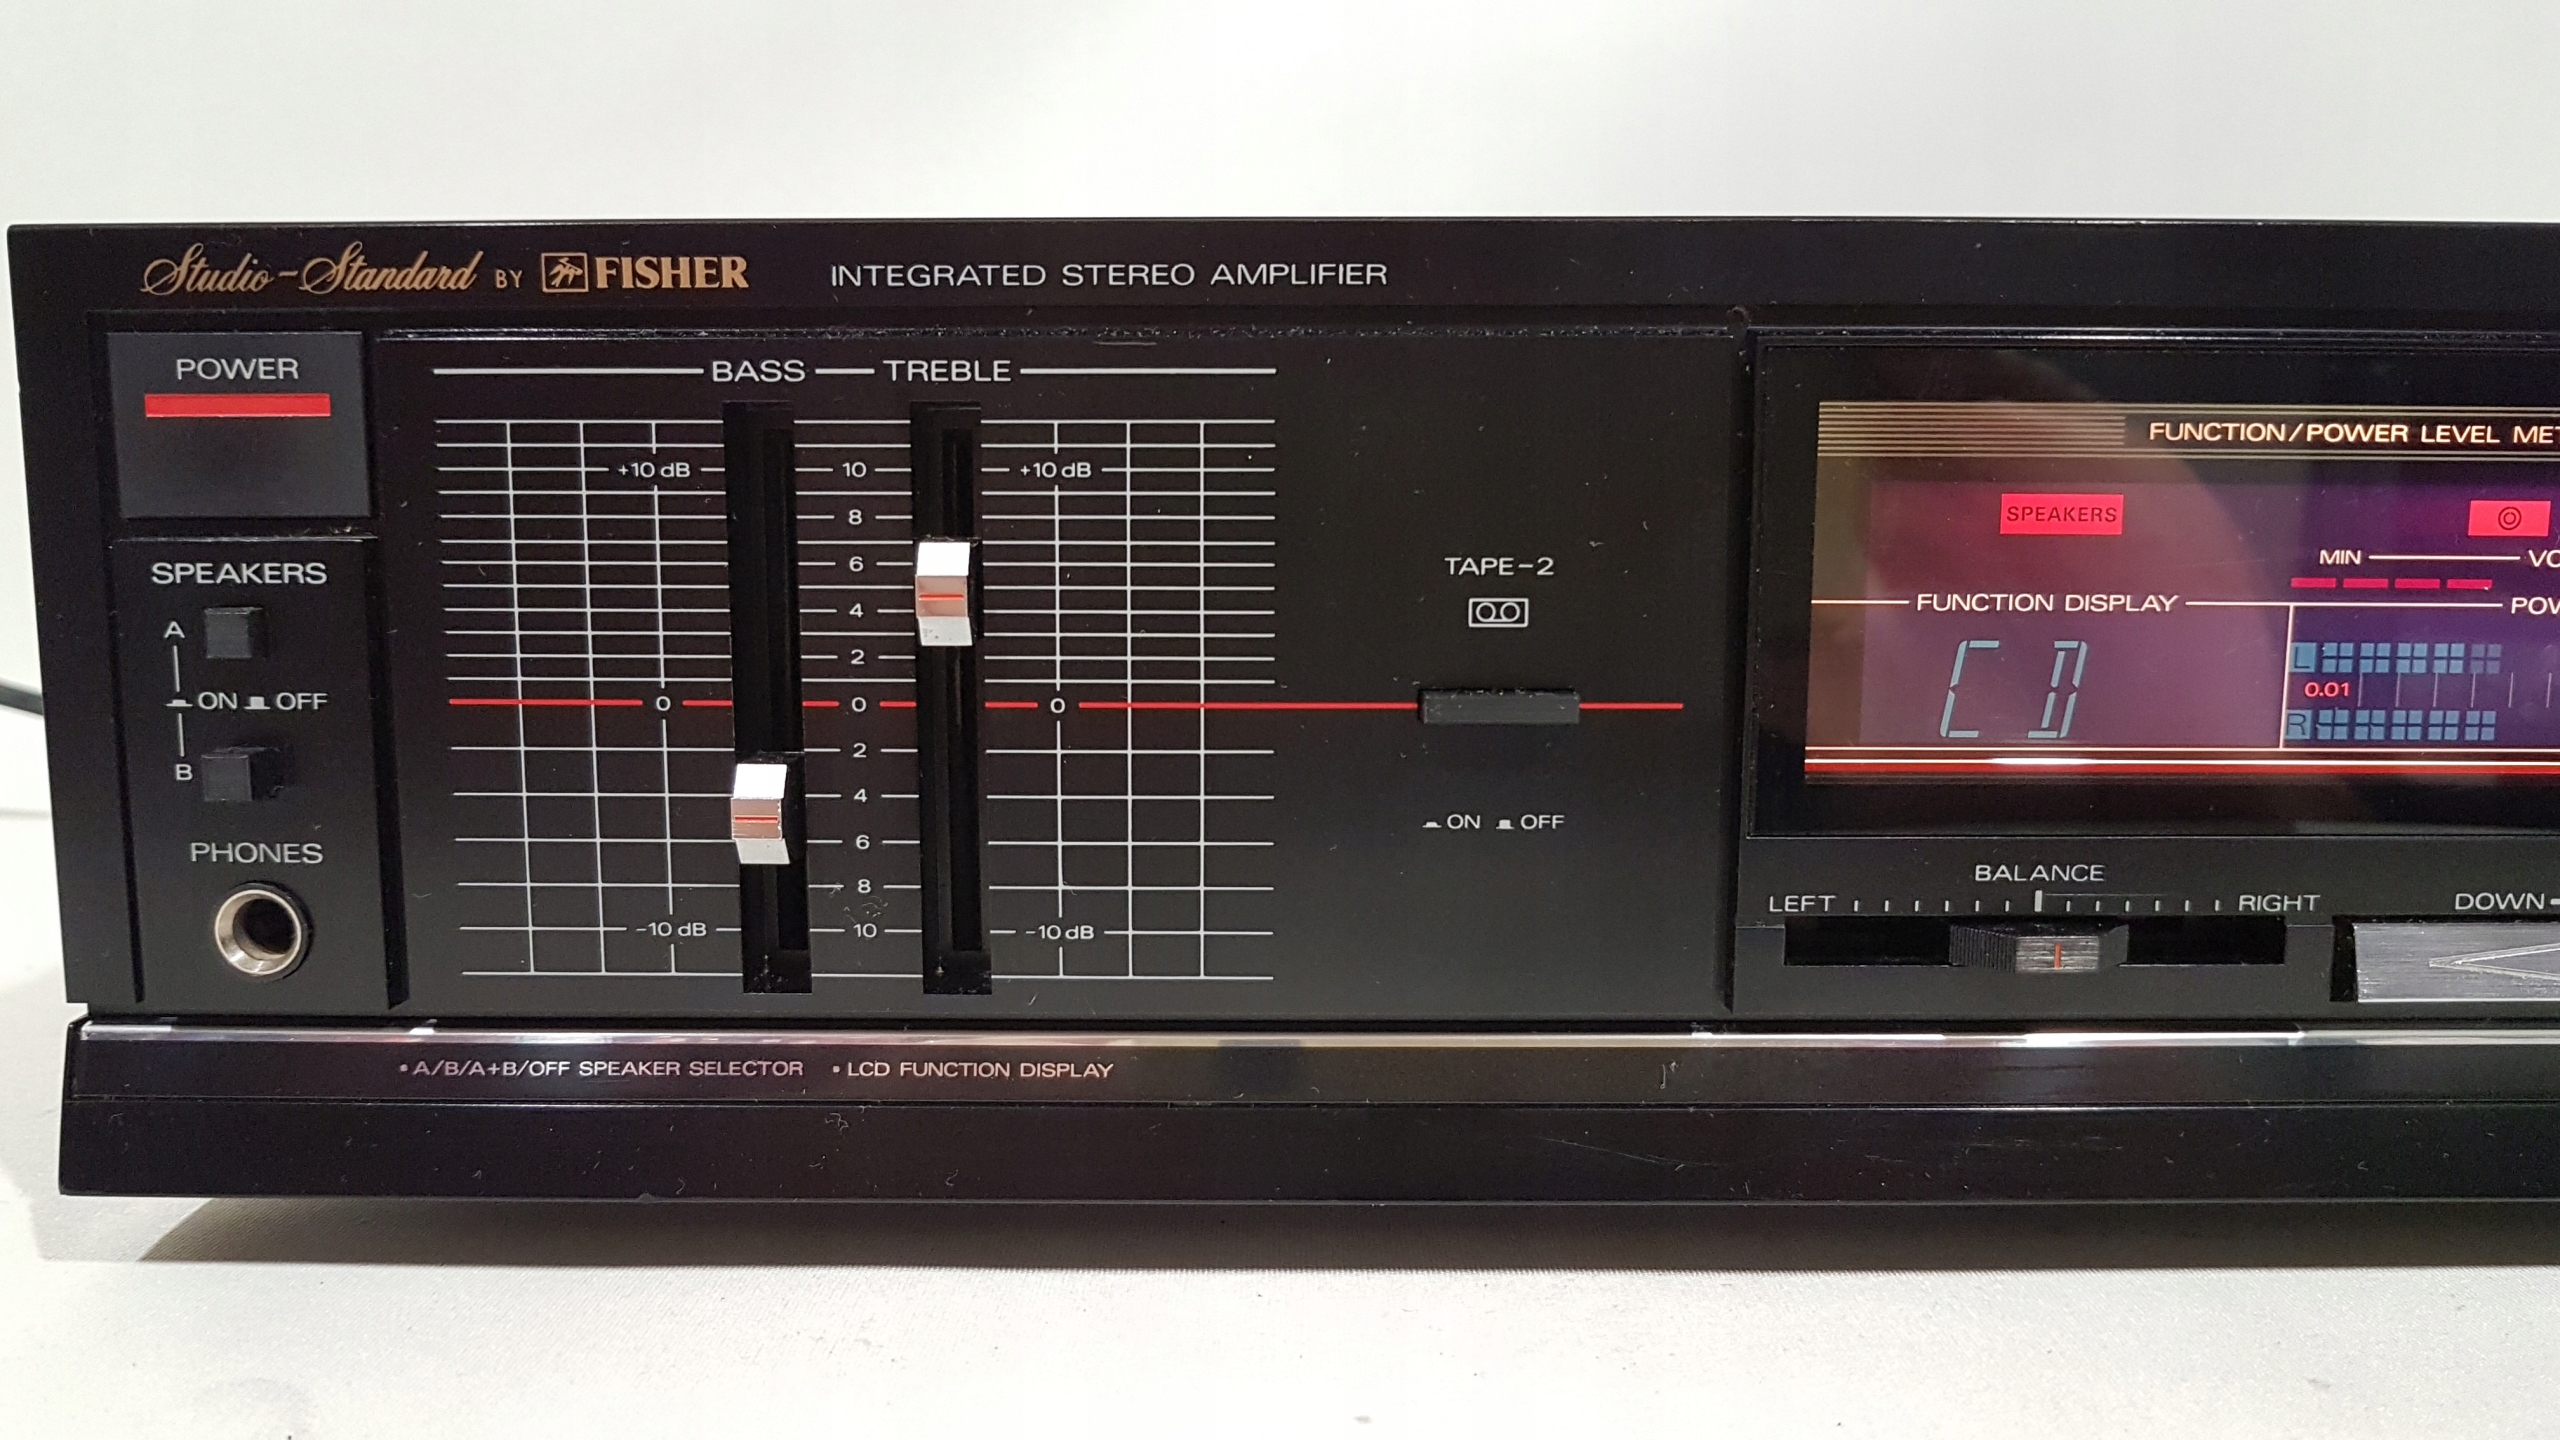 Studio-Standard BY FISHER INTEGRATED STEREO AMPLIFIER
POWER
SPEAKERS
A
ON OFF
B
PHONES
BASS TREBLE
+10 dB 10 +10 dB
8
6
4
2
0 0 0
2
4
6
8
-10 dB 10 -10 dB
TAPE-2
ON OFF
FUNCTION/POWER LEVEL
SPEAKERS
MIN
FUNCTION DISPLAY
CD
L
0.01
R
BALANCE
LEFT RIGHT
DOWN
• A/B/A+B/OFF SPEAKER SELECTOR • LCD FUNCTION DISPLAY